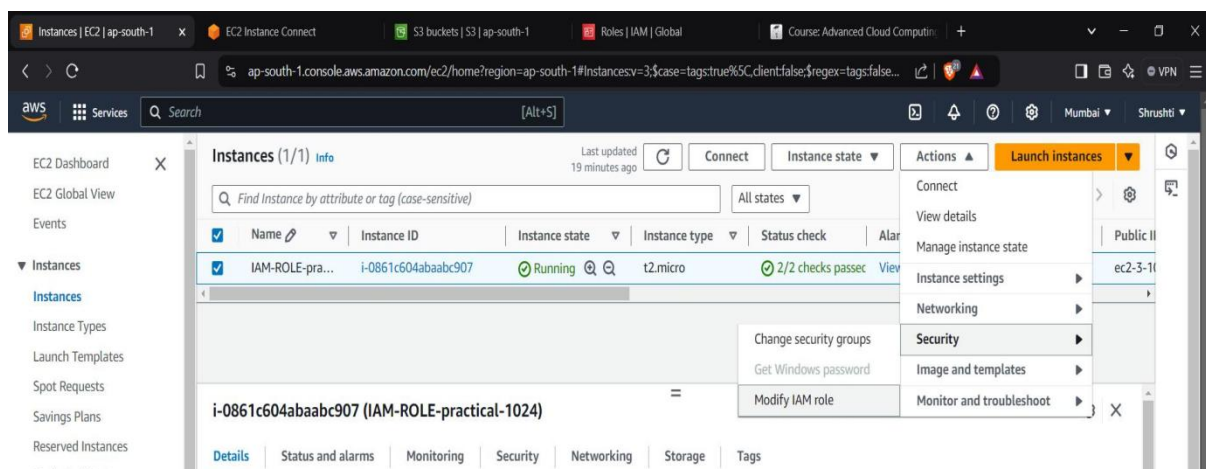 Instances | EC2 | ap-south-1 EC2 Instance Connect S3 buckets | S3 | ap-south-1 Roles | IAM | Global Course: Advanced Cloud Computin
ap-south-1.console.aws.amazon.com/ec2/home?region=ap-south-1#Instances:v=3;$case=tags:true%5C,client:false;$regex=tags:false... VPN
aws Services Search [Alt+S] Mumbai Shrushti
EC2 Dashboard
EC2 Global View
Events
Instances
Instances
Instance Types
Launch Templates
Spot Requests
Savings Plans
Reserved Instances
Instances (1/1) Info
Last updated
19 minutes ago
Connect Instance state Actions Launch instances
Find Instance by attribute or tag (case-sensitive) All states
Name Instance ID Instance state Instance type Status check Alar Public I
IAM-ROLE-pra... i-0861c604abaabc907 Running t2.micro 2/2 checks passec View ec2-3-10
Connect
View details
Manage instance state
Instance settings
Networking
Security
Image and templates
Monitor and troubleshoot
Change security groups
Get Windows password
Modify IAM role
i-0861c604abaabc907 (IAM-ROLE-practical-1024)
Details Status and alarms Monitoring Security Networking Storage Tags